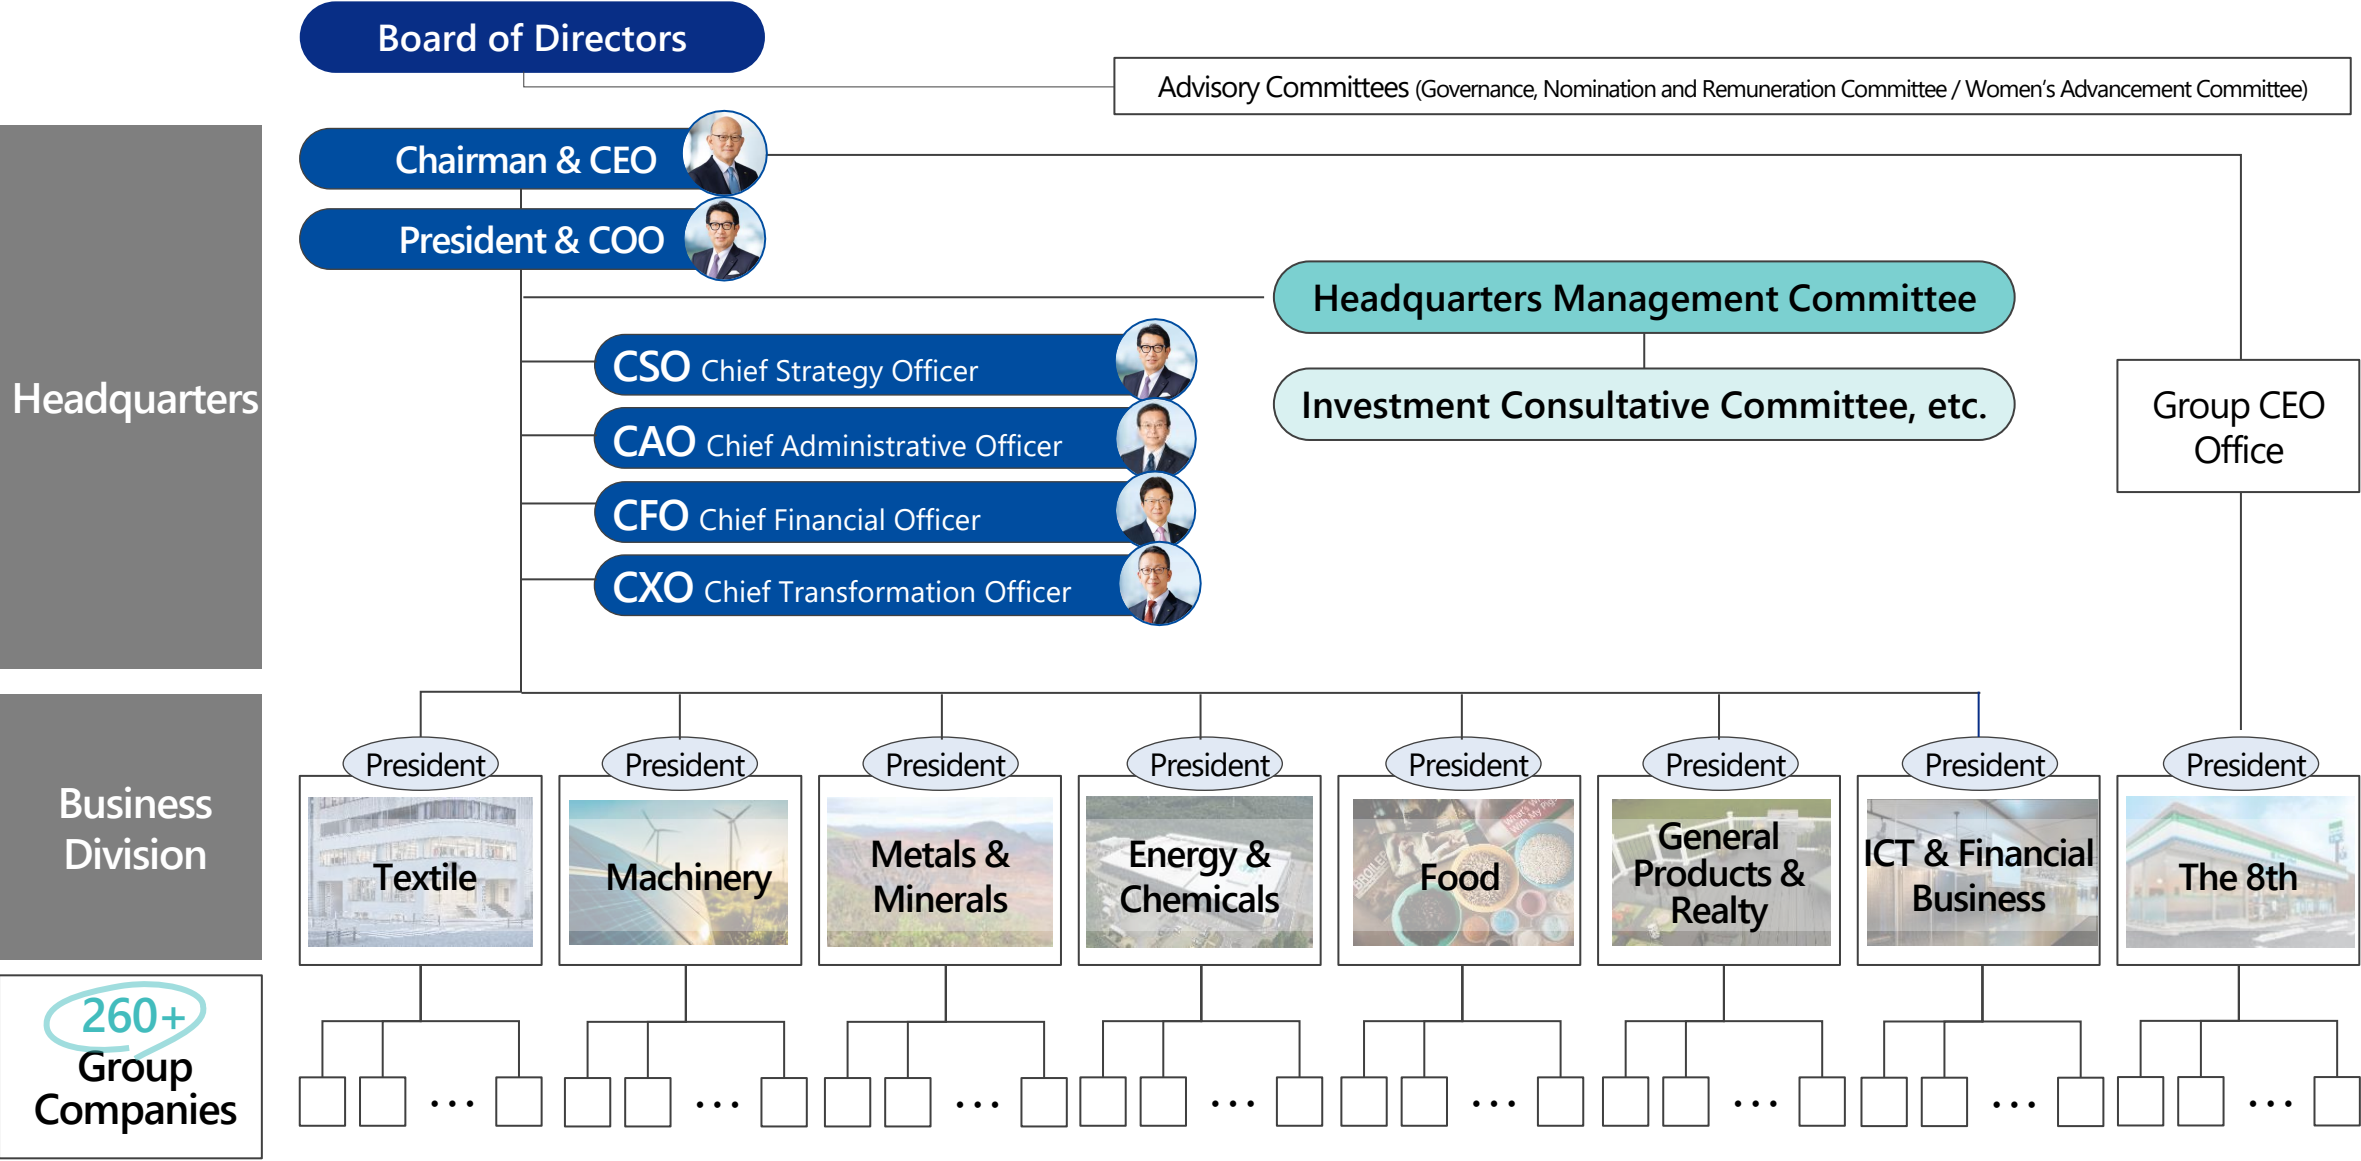 Board of Directors
Advisory Committees (Governance, Nomination and Remuneration Committee / Women's Advancement Committee)
Headquarters
Chairman & CEO
President & COO
Headquarters Management Committee
Investment Consultative Committee, etc.
CSO Chief Strategy Officer
CAO Chief Administrative Officer
CFO Chief Financial Officer
CXO Chief Transformation Officer
Group CEO
Office
Business
Division
President
Textile
President
Machinery
President
Metals &
Minerals
President
Energy &
Chemicals
President
Food
President
General
Products &
Realty
President
ICT & Financial
Business
President
The 8th
260+
Group
Companies
...
...
...
...
...
...
...
...